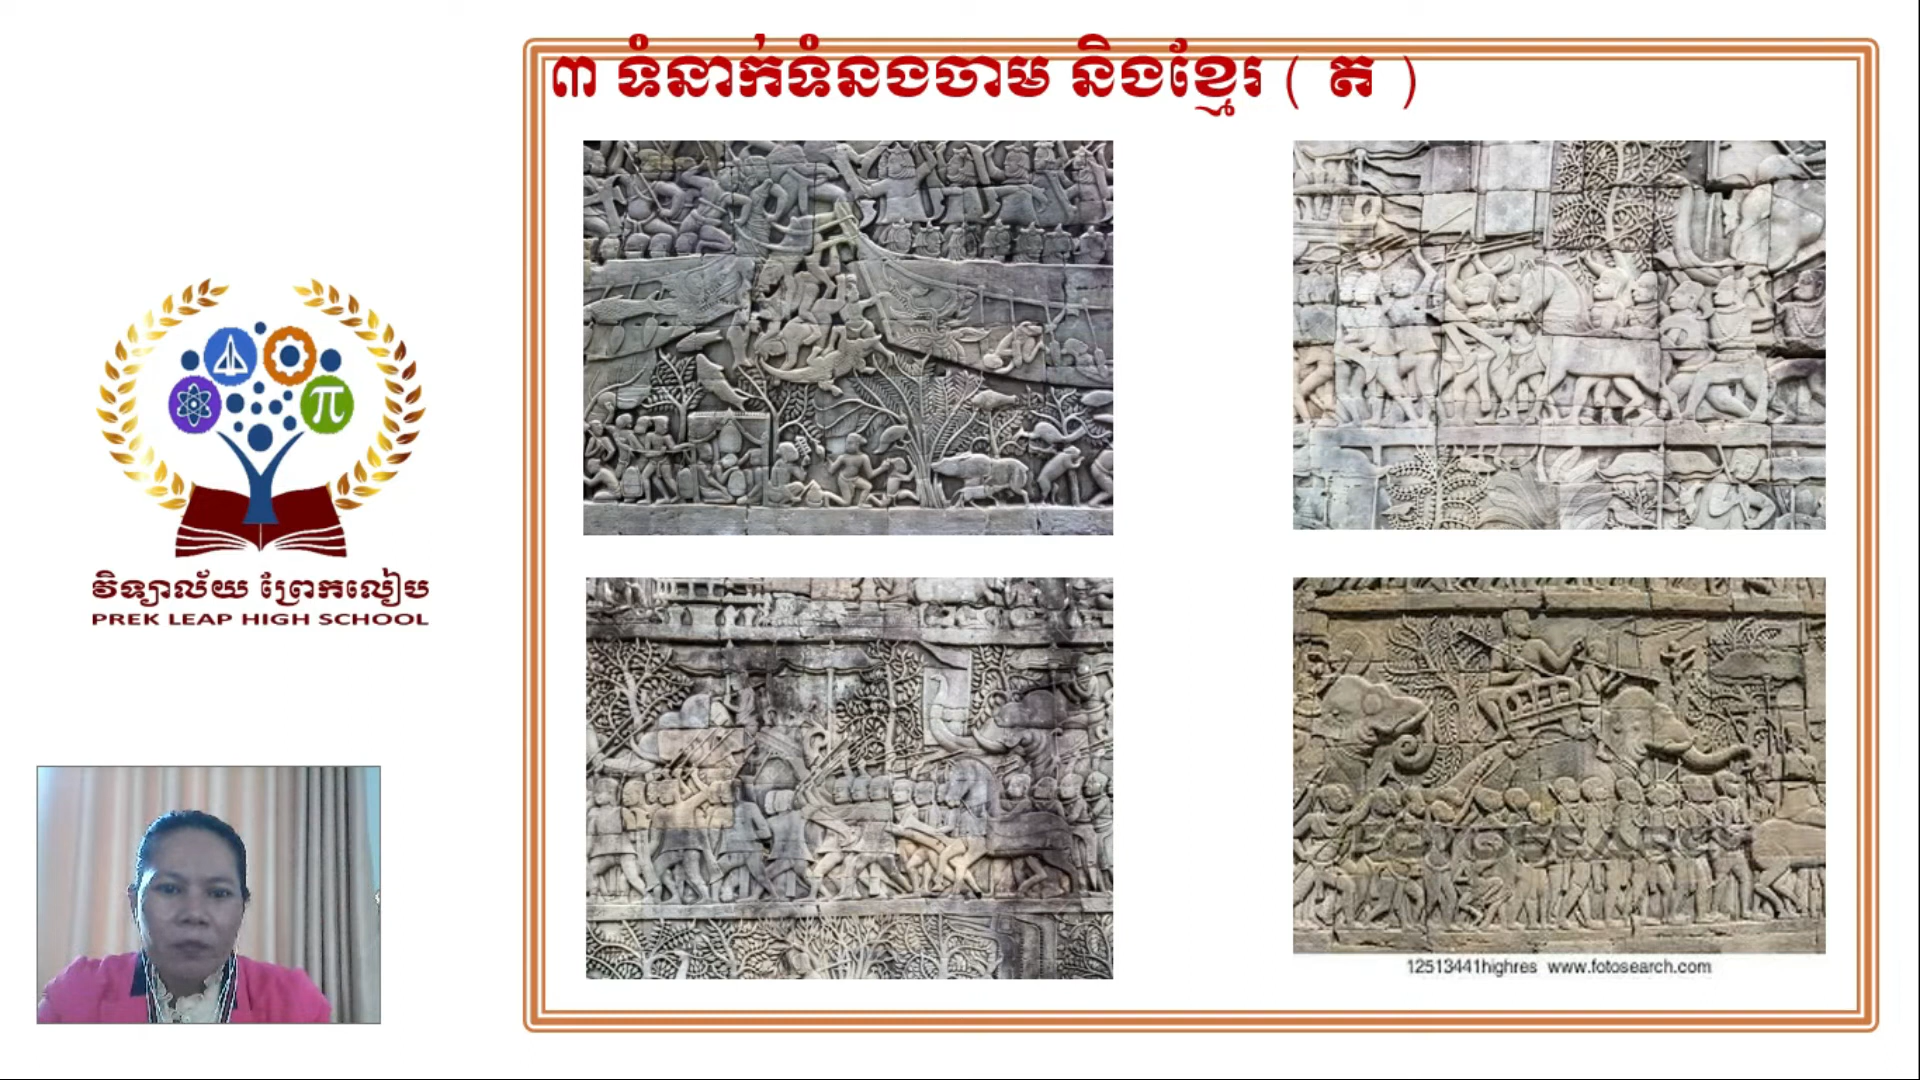 ៣ ទំនាក់ទំនងចាម និងខ្មែរ ( ត )
វិទ្យាល័យ ព្រែកលៀប
PREK LEAP HIGH SCHOOL
FOTOSEARCH
12513441highres www.fotosearch.com